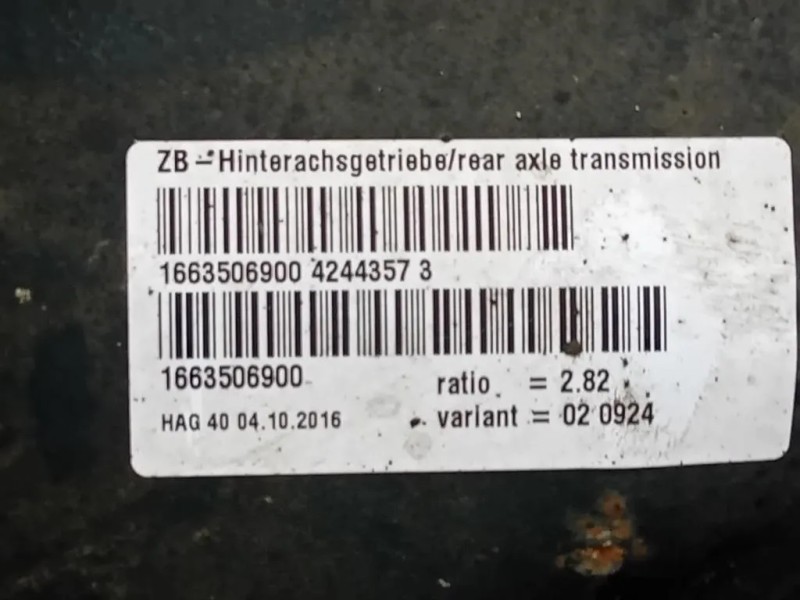 ZB - Hinterachsgetriebe/rear axle transmission
1663506900 4244357 3
1663506900 ratio = 2.82
HAG 40 04.10.2016 variant = 02 0924